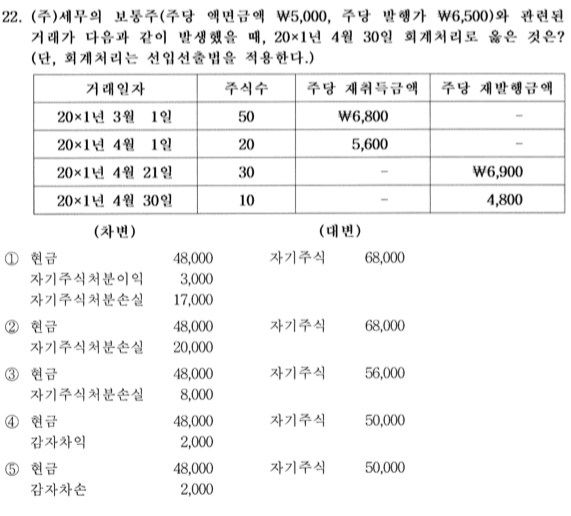 22. (주)세무의 보통주(주당 액면금액 ₩5,000, 주당 발행가 ₩6,500)와 관련된
거래가 다음과 같이 발생했을 때, 20×1년 4월 30일 회계처리로 옳은 것은?
(단, 회계처리는 선입선출법을 적용한다.)
거래일자 주식수 주당 재취득금액 주당 재발행금액
20×1년 3월 1일 50 ₩6,800 -
20×1년 4월 1일 20 5,600 -
20×1년 4월 21일 30 - ₩6,900
20×1년 4월 30일 10 - 4,800
(차변) (대변)
① 현금 48,000 자기주식 68,000
자기주식처분이익 3,000
자기주식처분손실 17,000
② 현금 48,000 자기주식 68,000
자기주식처분손실 20,000
③ 현금 48,000 자기주식 56,000
자기주식처분손실 8,000
④ 현금 48,000 자기주식 50,000
감자차익 2,000
⑤ 현금 48,000 자기주식 50,000
감자차손 2,000